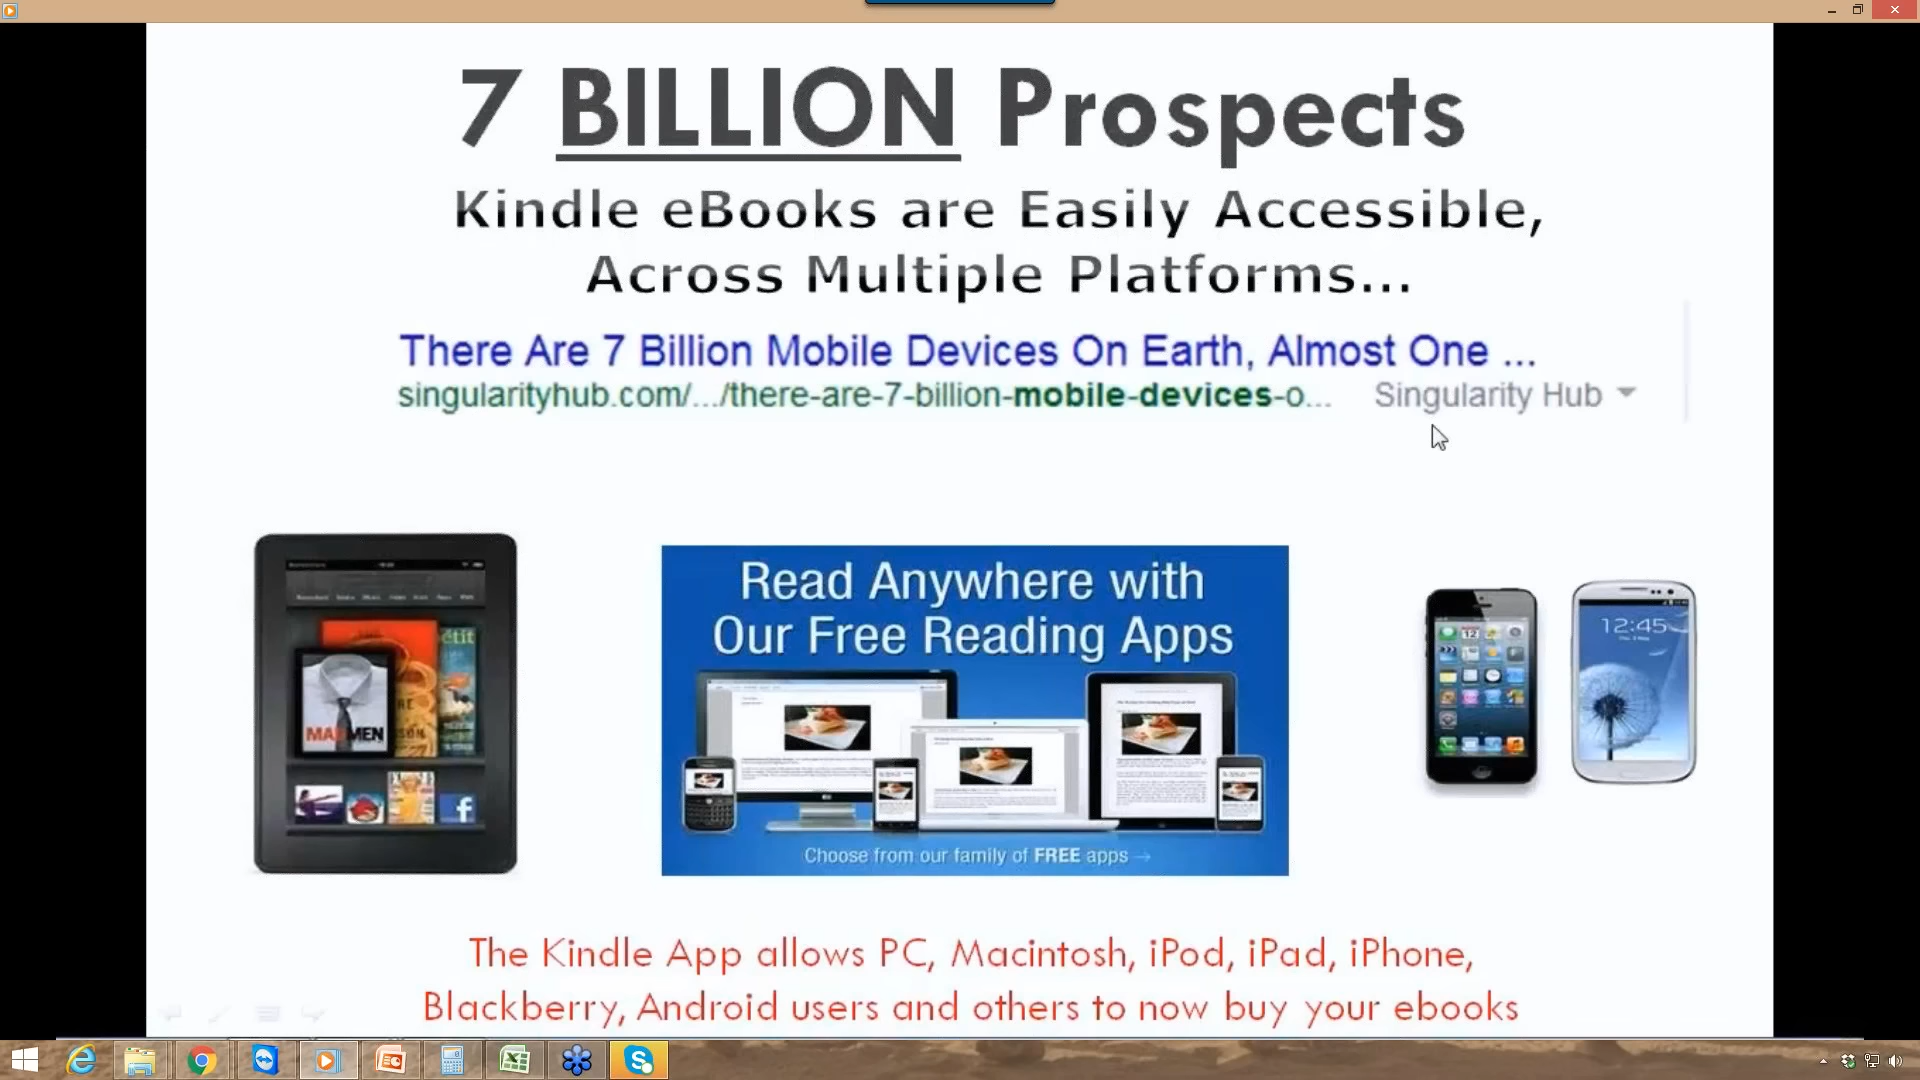 7 BILLION Prospects
Kindle eBooks are Easily Accessible,
Across Multiple Platforms...
There Are 7 Billion Mobile Devices On Earth, Almost One ...
singularityhub.com/.../there-are-7-billion-mobile-devices-o... Singularity Hub
Read Anywhere with
Our Free Reading Apps
12:45
MAD MEN
Choose from our family of FREE apps →
The Kindle App allows PC, Macintosh, iPod, iPad, iPhone,
Blackberry, Android users and others to now buy your ebooks